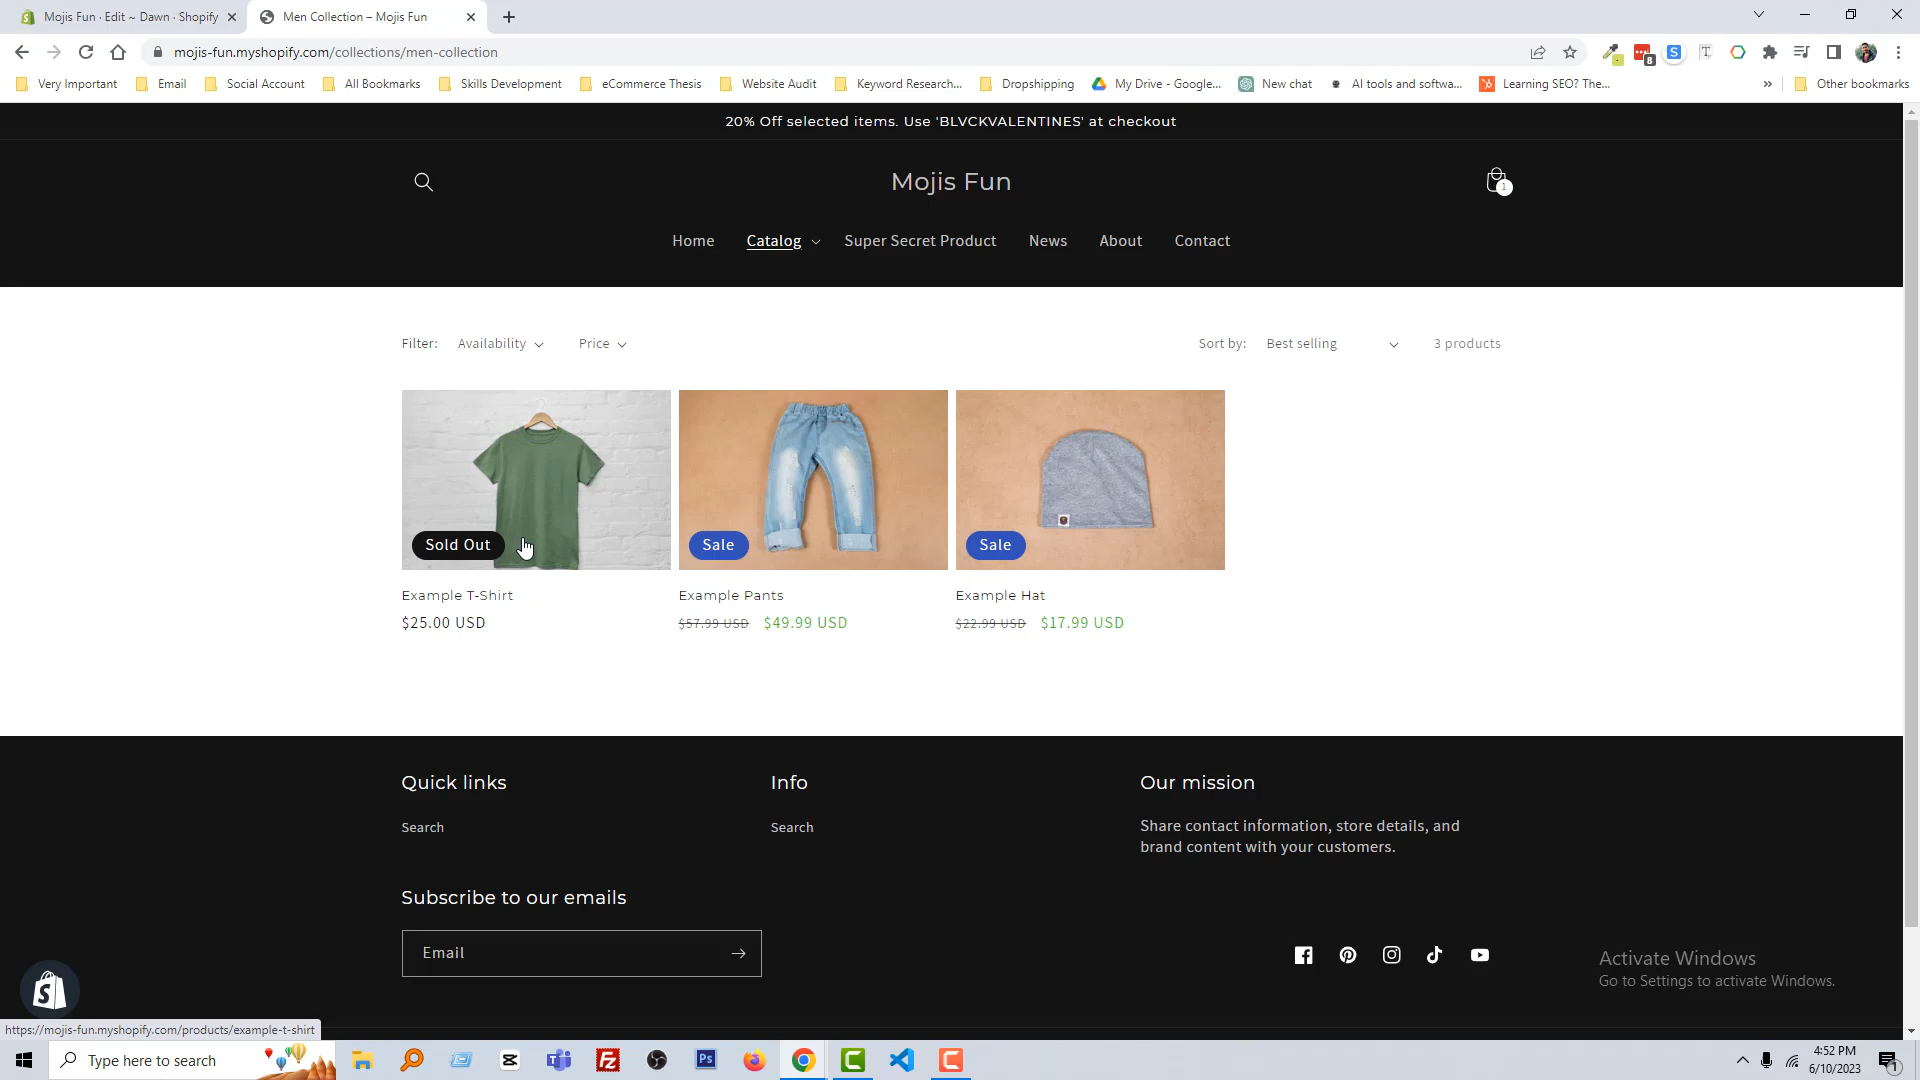 Mojis Fun · Edit ~ Dawn · Shopify
Men Collection – Mojis Fun
mojis-fun.myshopify.com/collections/men-collection
8
Very Important
Email
Social Account
All Bookmarks
Skills Development
eCommerce Thesis
Website Audit
Keyword Research...
Dropshipping
My Drive - Google...
New chat
AI tools and softwa...
Learning SEO? The...
»
Other bookmarks
20% Off selected items. Use 'BLVCKVALENTINES' at checkout
Mojis Fun
1
Home
Catalog
Super Secret Product
News
About
Contact
Filter:
Availability
Price
Sort by:
Best selling
3 products
Sold Out
Sale
Sale
Example T-Shirt
Example Pants
Example Hat
$25.00 USD
$57.99 USD $49.99 USD
$22.99 USD $17.99 USD
Quick links
Info
Our mission
Search
Search
Share contact information, store details, and
brand content with your customers.
Subscribe to our emails
Email
Activate Windows
Go to Settings to activate Windows.
https://mojis-fun.myshopify.com/products/example-t-shirt
Type here to search
Ps
4:52 PM
6/10/2023
1